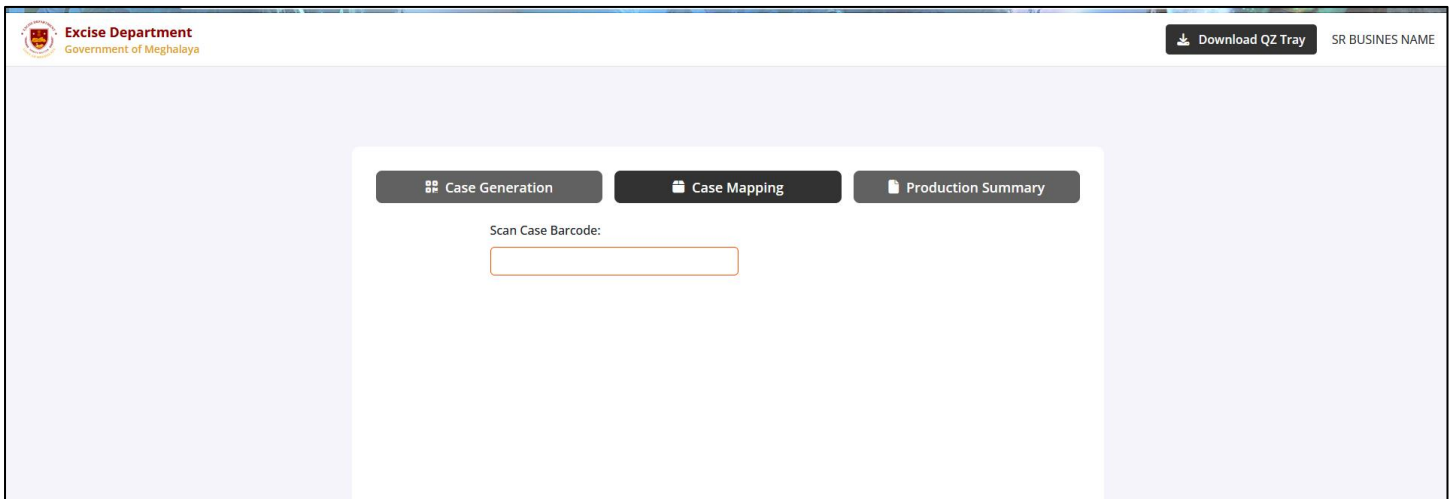 Excise Department
Government of Meghalaya
Download QZ Tray
SR BUSINES NAME
Case Generation
Case Mapping
Production Summary
Scan Case Barcode: